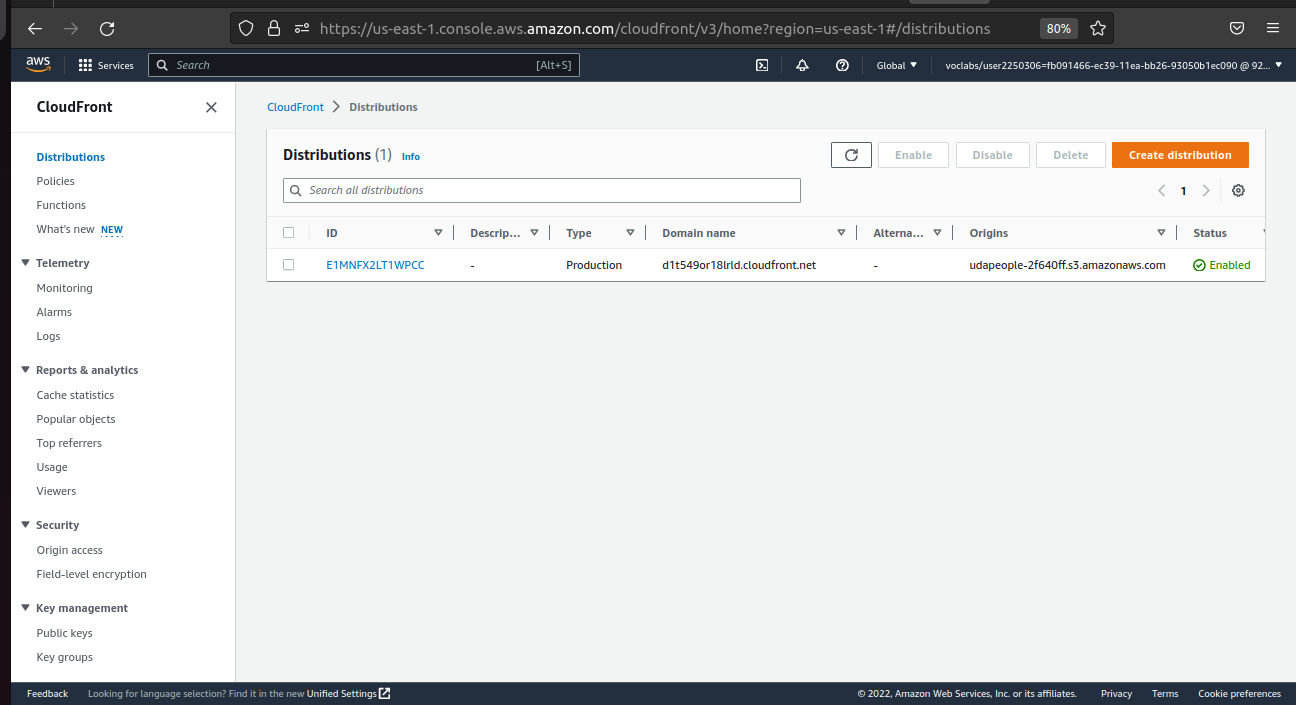 https://us-east-1.console.aws.amazon.com/cloudfront/v3/home?region=us-east-1#/distributions 80%
aws Services Search [Alt+S] Global voclabs/user2250306=fb091466-ec39-11ea-bb26-93050b1ec090 @ 92...
CloudFront
Distributions
Policies
Functions
What's new NEW
Telemetry
Monitoring
Alarms
Logs
Reports & analytics
Cache statistics
Popular objects
Top referrers
Usage
Viewers
Security
Origin access
Field-level encryption
Key management
Public keys
Key groups
CloudFront Distributions
Distributions (1) Info Enable Disable Delete Create distribution
Search all distributions 1
ID Descrip... Type Domain name Alterna... Origins Status
E1MNFX2LT1WPCC - Production d1t549or18lrld.cloudfront.net - udapeople-2f640ff.s3.amazonaws.com Enabled
Feedback Looking for language selection? Find it in the new Unified Settings © 2022, Amazon Web Services, Inc. or its affiliates. Privacy Terms Cookie preferences